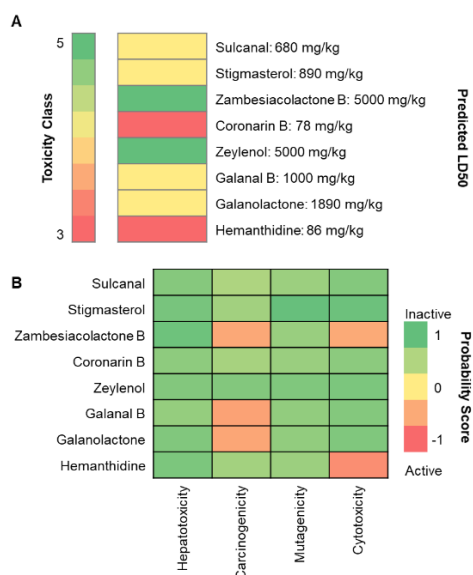 A
5
Toxicity Class
3
Sulcanal: 680 mg/kg
Stigmasterol: 890 mg/kg
Zambesiacolactone B: 5000 mg/kg
Coronarin B: 78 mg/kg
Zeylenol: 5000 mg/kg
Galanal B: 1000 mg/kg
Galanolactone: 1890 mg/kg
Hemanthidine: 86 mg/kg
Predicted LD50
B
Sulcanal
Stigmasterol
Zambesiacolactone B
Coronarin B
Zeylenol
Galanal B
Galanolactone
Hemanthidine
Hepatotoxicity
Carcinogenicity
Mutagenicity
Cytotoxicity
Inactive
1
0
-1
Active
Probability Score